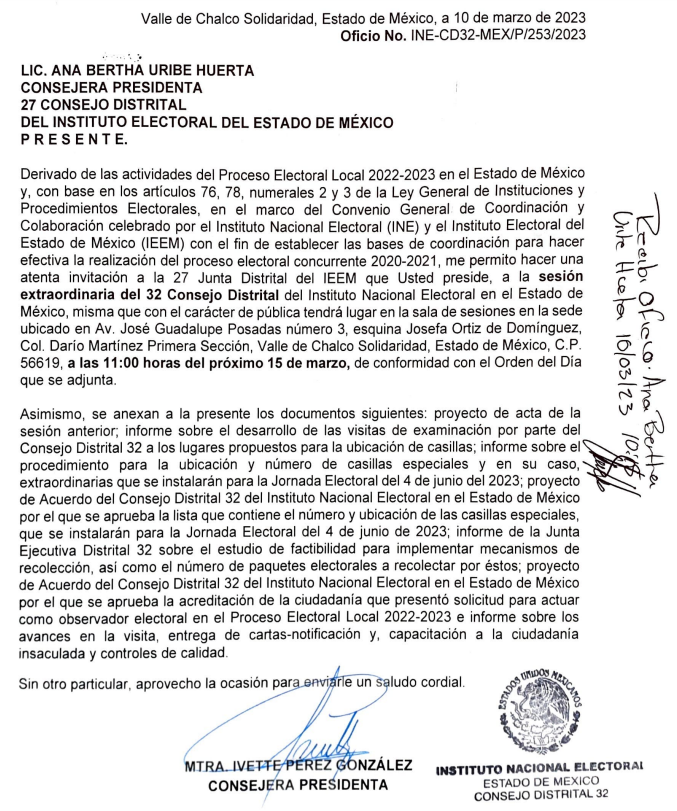 Valle de Chalco Solidaridad, Estado de México, a 10 de marzo de 2023
Oficio No. INE-CD32-MEX/P/253/2023
LIC. ANA BERTHA URIBE HUERTA
CONSEJERA PRESIDENTA
27 CONSEJO DISTRITAL
DEL INSTITUTO ELECTORAL DEL ESTADO DE MÉXICO
P R E S E N T E.
Derivado de las actividades del Proceso Electoral Local 2022-2023 en el Estado de México
y, con base en los artículos 76, 78, numerales 2 y 3 de la Ley General de Instituciones y
Procedimientos Electorales, en el marco del Convenio General de Coordinación y
Colaboración celebrado por el Instituto Nacional Electoral (INE) y el Instituto Electoral del
Estado de México (IEEM) con el fin de establecer las bases de coordinación para hacer
efectiva la realización del proceso electoral concurrente 2020-2021, me permito hacer una
atenta invitación a la 27 Junta Distrital del IEEM que Usted preside, a la sesión
extraordinaria del 32 Consejo Distrital del Instituto Nacional Electoral en el Estado de
México, misma que con el carácter de pública tendrá lugar en la sala de sesiones en la sede
ubicado en Av. José Guadalupe Posadas número 3, esquina Josefa Ortiz de Domínguez,
Col. Darío Martínez Primera Sección, Valle de Chalco Solidaridad, Estado de México, C.P.
56619, a las 11:00 horas del próximo 15 de marzo, de conformidad con el Orden del Día
que se adjunta.
Asimismo, se anexan a la presente los documentos siguientes: proyecto de acta de la
sesión anterior; informe sobre el desarrollo de las visitas de examinación por parte del
Consejo Distrital 32 a los lugares propuestos para la ubicación de casillas; informe sobre el
procedimiento para la ubicación y número de casillas especiales y en su caso,
extraordinarias que se instalarán para la Jornada Electoral del 4 de junio del 2023; proyecto
de Acuerdo del Consejo Distrital 32 del Instituto Nacional Electoral en el Estado de México
por el que se aprueba la lista que contiene el número y ubicación de las casillas especiales,
que se instalarán para la Jornada Electoral del 4 de junio de 2023; informe de la Junta
Ejecutiva Distrital 32 sobre el estudio de factibilidad para implementar mecanismos de
recolección, así como el número de paquetes electorales a recolectar por éstos; proyecto
de Acuerdo del Consejo Distrital 32 del Instituto Nacional Electoral en el Estado de México
por el que se aprueba la acreditación de la ciudadanía que presentó solicitud para actuar
como observador electoral en el Proceso Electoral Local 2022-2023 e informe sobre los
avances en la visita, entrega de cartas-notificación y, capacitación a la ciudadanía
insaculada y controles de calidad.
Sin otro particular, aprovecho la ocasión para enviarle un saludo cordial.
MTRA. IVETTE PÉREZ GONZÁLEZ
CONSEJERA PRESIDENTA
ESTADOS UNIDOS MEXICANOS
INSTITUTO NACIONAL ELECTORAL
ESTADO DE MEXICO
CONSEJO DISTRITAL 32
Recibí Oficio. Ana Bertha
Huerta 10/03/23